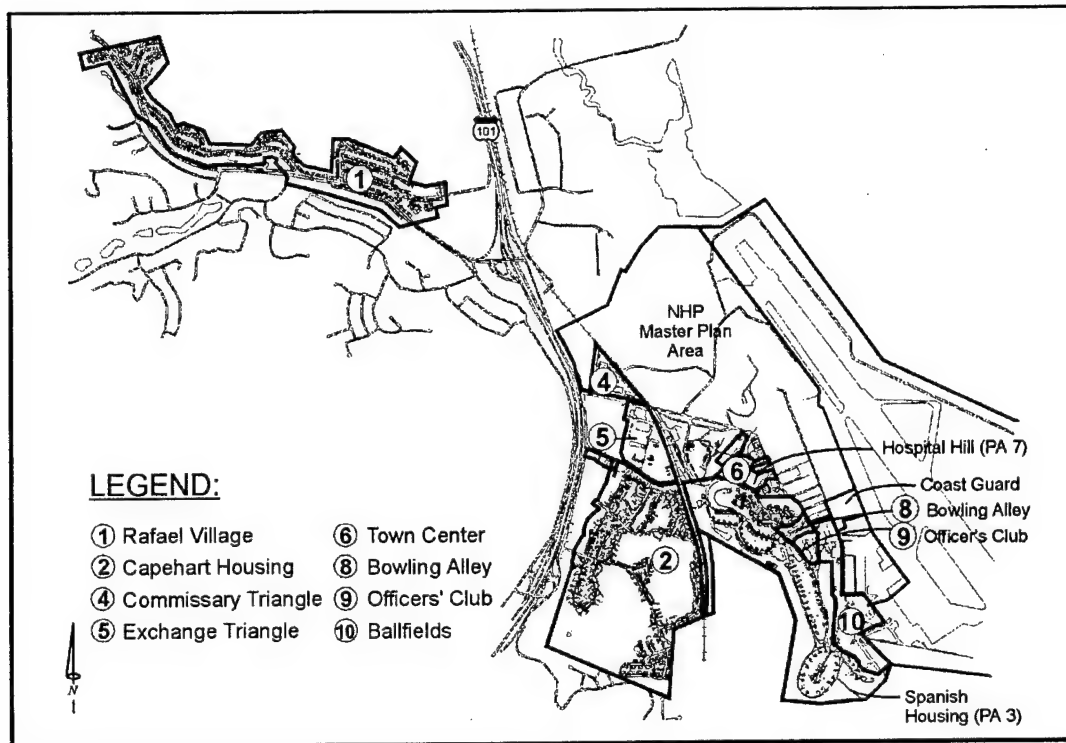 101
1
NHP
Master Plan
Area
4
5
6
Hospital Hill (PA 7)
Coast Guard
8 Bowling Alley
9 Officer's Club
2
10
Spanish
Housing (PA 3)
LEGEND:
1 Rafael Village
2 Capehart Housing
4 Commissary Triangle
5 Exchange Triangle
6 Town Center
8 Bowling Alley
9 Officers' Club
10 Ballfields
N